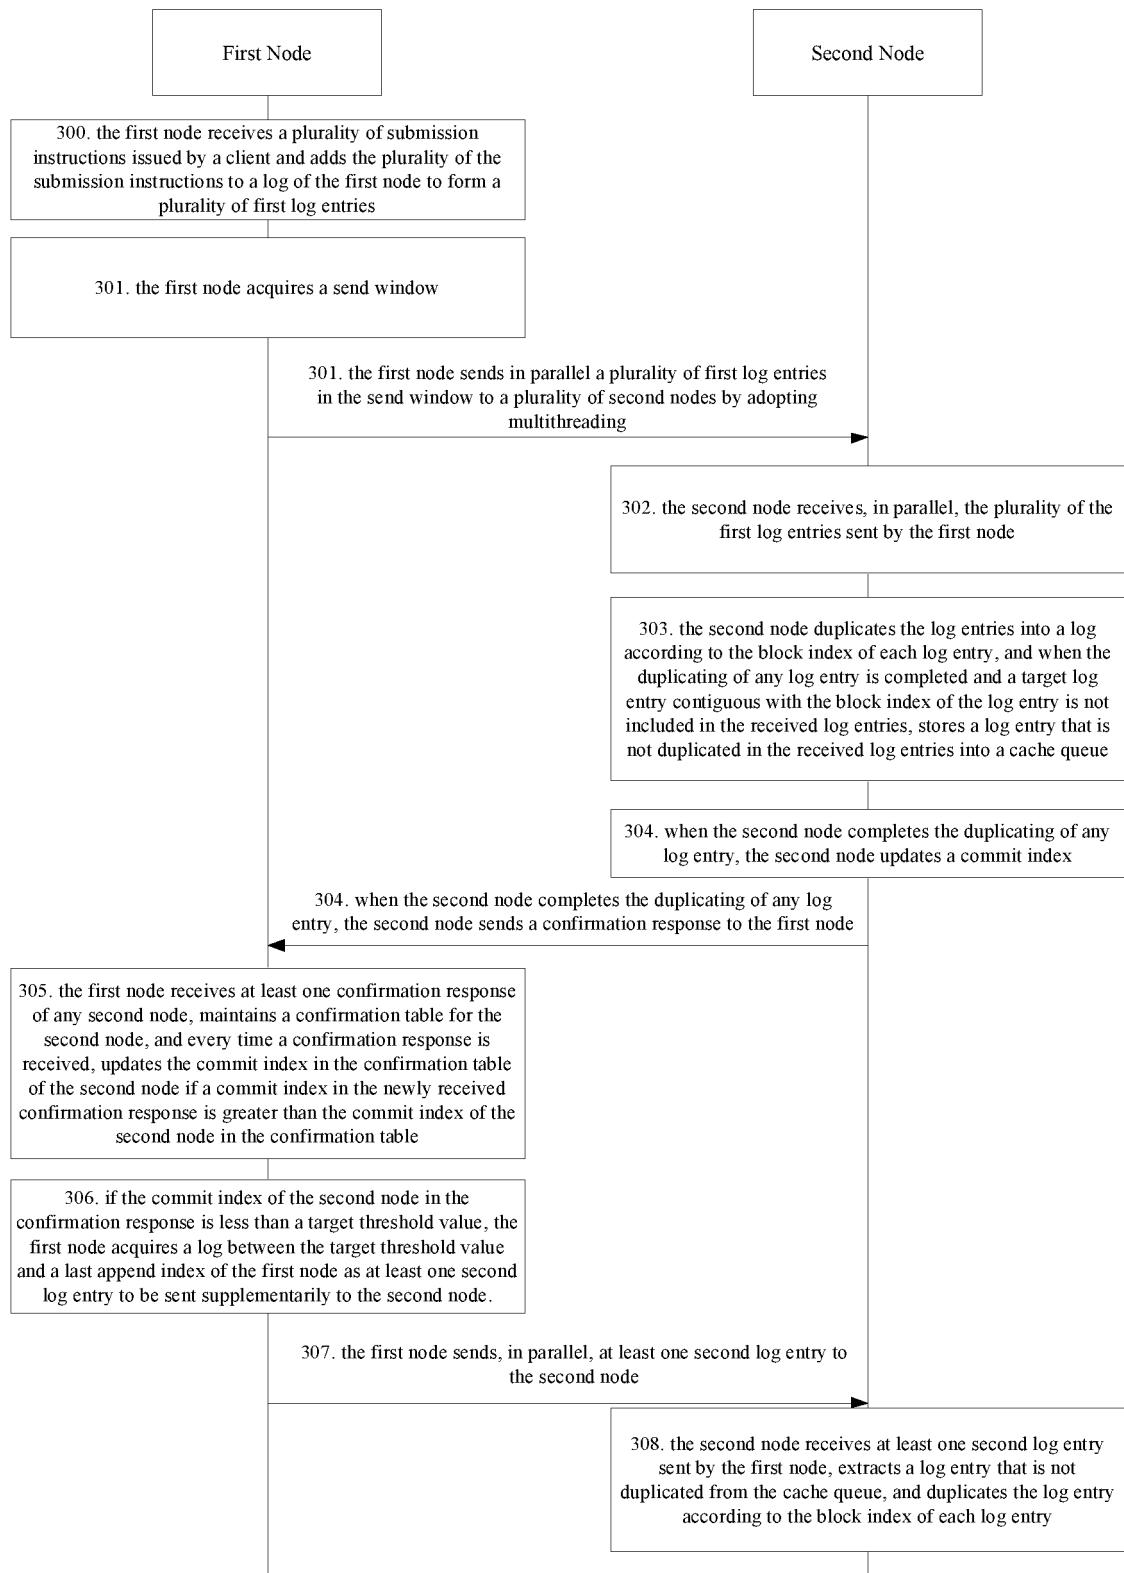 First Node
Second Node
300. the first node receives a plurality of submission
instructions issued by a client and adds the plurality of the
submission instructions to a log of the first node to form a
plurality of first log entries
301. the first node acquires a send window
301. the first node sends in parallel a plurality of first log entries
in the send window to a plurality of second nodes by adopting
multithreading
302. the second node receives, in parallel, the plurality of the
first log entries sent by the first node
303. the second node duplicates the log entries into a log
according to the block index of each log entry, and when the
duplicating of any log entry is completed and a target log
entry contiguous with the block index of the log entry is not
included in the received log entries, stores a log entry that is
not duplicated in the received log entries into a cache queue
304. when the second node completes the duplicating of any
log entry, the second node updates a commit index
304. when the second node completes the duplicating of any log
entry, the second node sends a confirmation response to the first node
305. the first node receives at least one confirmation response
of any second node, maintains a confirmation table for the
second node, and every time a confirmation response is
received, updates the commit index in the confirmation table
of the second node if a commit index in the newly received
confirmation response is greater than the commit index of the
second node in the confirmation table
306. if the commit index of the second node in the
confirmation response is less than a target threshold value, the
first node acquires a log between the target threshold value
and a last append index of the first node as at least one second
log entry to be sent supplementarily to the second node.
307. the first node sends, in parallel, at least one second log entry to
the second node
308. the second node receives at least one second log entry
sent by the first node, extracts a log entry that is not
duplicated from the cache queue, and duplicates the log entry
according to the block index of each log entry